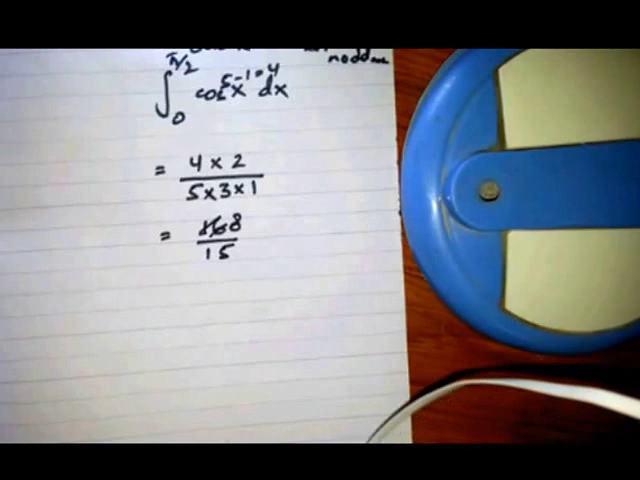 π/2
∫ cos⁵x dx 5-1=4
0
= 4 x 2
5 x 3 x 1
= 8
15